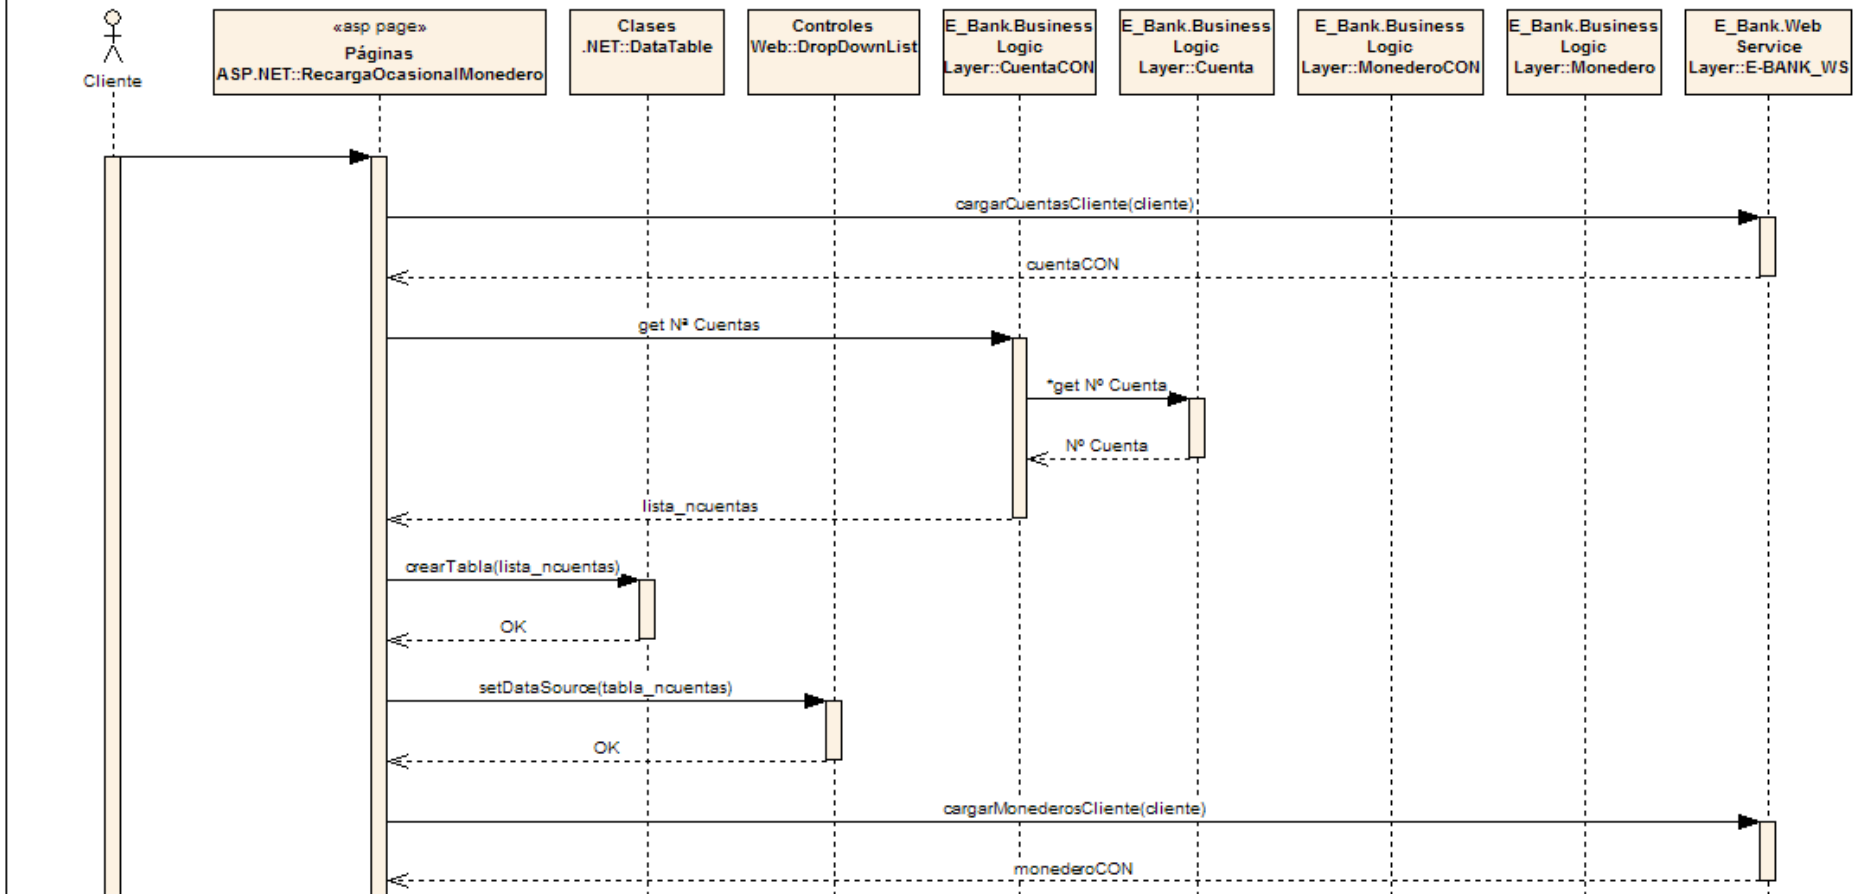 Cliente
«asp page»
Páginas
ASP.NET::RecargaOcasionalMonedero
Clases
.NET::DataTable
Controles
Web::DropDownList
E_Bank.Business
Logic
Layer::CuentaCON
E_Bank.Business
Logic
Layer::Cuenta
E_Bank.Business
Logic
Layer::MonederoCON
E_Bank.Business
Logic
Layer::Monedero
E_Bank.Web
Service
Layer::E-BANK_WS
cargarCuentasCliente(cliente)
cuentaCON
get Nª Cuentas
*get Nº Cuenta
Nº Cuenta
lista_ncuentas
crearTabla(lista_ncuentas)
OK
setDataSource(tabla_ncuentas)
OK
cargarMonederosCliente(cliente)
monederoCON